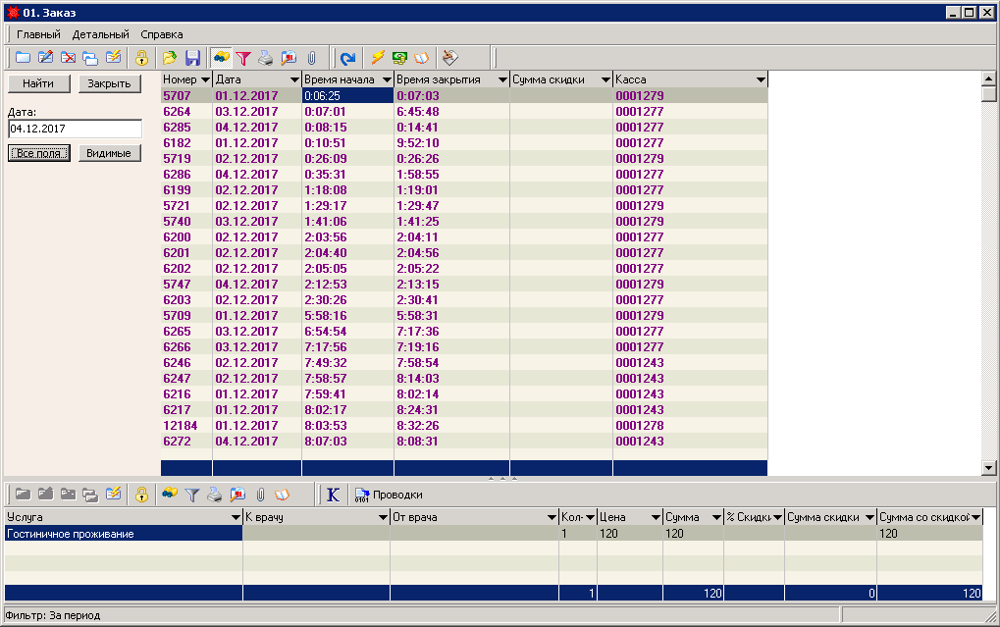 01. Заказ
Главный Детальный Справка
Найти Закрыть
Дата:
04.12.2017
Все поля Видимые
Номер Дата Время начала Время закрытия Сумма скидки Касса
5707 01.12.2017 0:06:25 0:07:03 0001279
6264 03.12.2017 0:07:01 6:45:48 0001277
6285 04.12.2017 0:08:15 0:14:41 0001277
6182 01.12.2017 0:10:51 9:52:10 0001277
5719 02.12.2017 0:26:09 0:26:26 0001279
6286 04.12.2017 0:35:31 1:58:55 0001277
6199 02.12.2017 1:18:08 1:19:01 0001277
5721 02.12.2017 1:29:17 1:29:47 0001279
5740 03.12.2017 1:41:06 1:41:25 0001279
6200 02.12.2017 2:03:56 2:04:11 0001277
6201 02.12.2017 2:04:40 2:04:56 0001277
6202 02.12.2017 2:05:05 2:05:22 0001277
5747 04.12.2017 2:12:53 2:13:15 0001279
6203 02.12.2017 2:30:26 2:30:41 0001277
5709 01.12.2017 5:58:16 5:58:31 0001279
6265 03.12.2017 6:54:54 7:17:36 0001277
6266 03.12.2017 7:17:56 7:19:16 0001277
6246 02.12.2017 7:49:32 7:58:54 0001243
6247 02.12.2017 7:58:57 8:14:03 0001243
6216 01.12.2017 7:59:41 8:02:14 0001243
6217 01.12.2017 8:02:17 8:24:31 0001243
12184 01.12.2017 8:03:53 8:32:26 0001278
6272 04.12.2017 8:07:03 8:08:31 0001243
K Проводки
Услуга К врачу От врача Кол- Цена Сумма % Скидки Сумма скидки Сумма со скидкой
Гостиничное проживание 1 120 120 120
1 120 0 120
Фильтр: За период